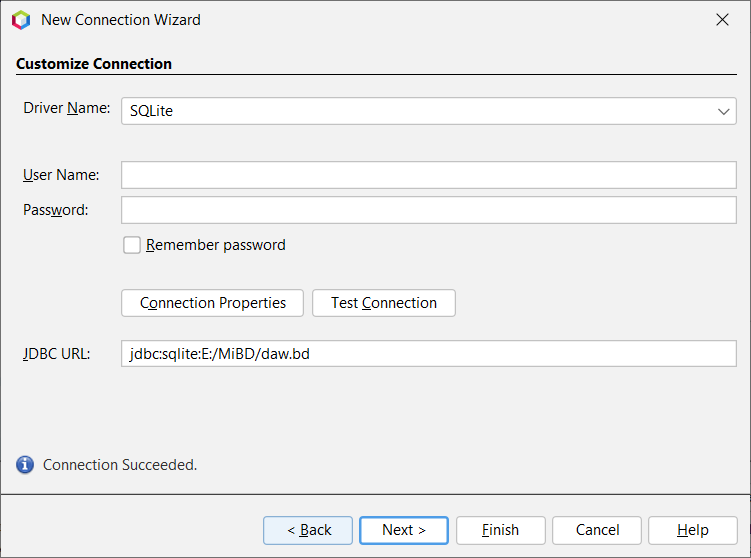 New Connection Wizard
Customize Connection
Driver Name: SQLite
User Name:
Password:
Remember password
Connection Properties Test Connection
JDBC URL: jdbc:sqlite:E:/MiBD/daw.bd
Connection Succeeded.
< Back Next > Finish Cancel Help